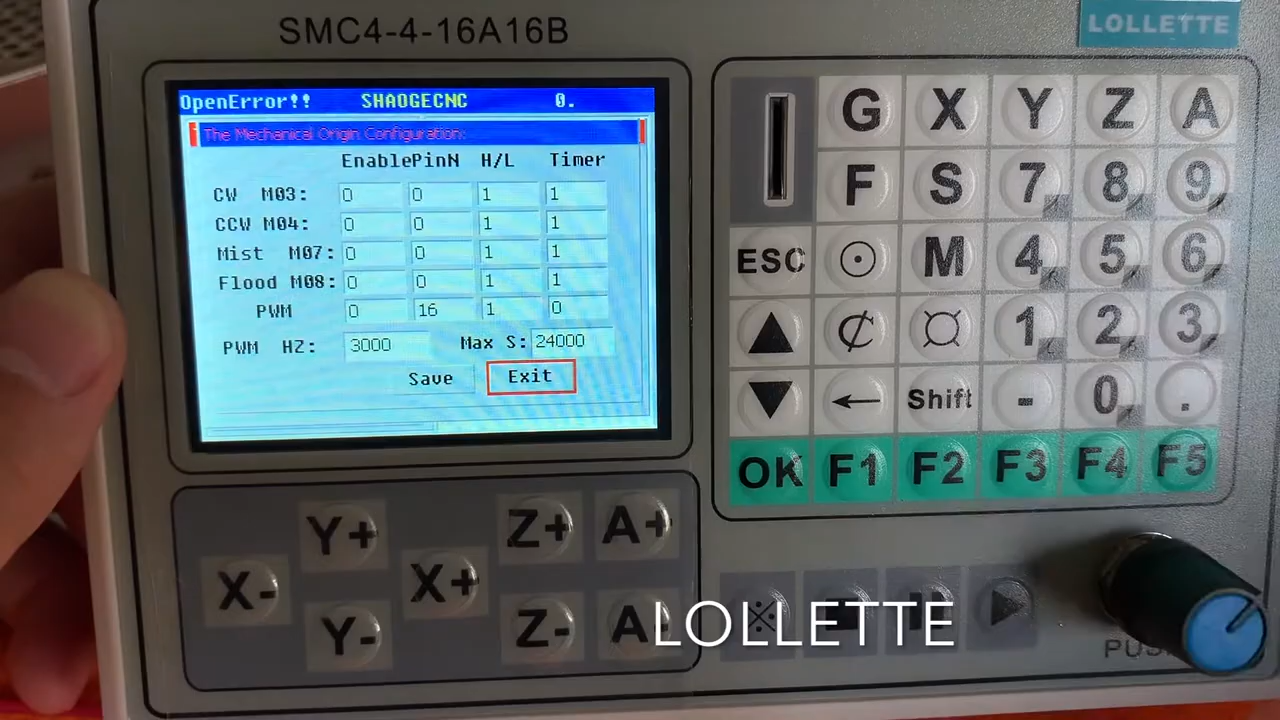 SMC4-4-16A16B
LOLLETTE
OpenError!! SHAOGECNC 0.
The Mechanical Origin Configuration:
EnablePinN H/L Timer
CW M03: 0 0 1 1
CCW M04: 0 0 1 1
Mist M07: 0 0 1 1
Flood M08: 0 0 1 1
PWM 0 16 1 0
PWM HZ: 3000 Max S: 24000
Save Exit
G X Y Z A
F S 7 8 9
ESC M 4 5 6
₡ ¤ 1 2 3
← Shift - 0 .
OK F1 F2 F3 F4 F5
Y+ Z+ A+
X- X+
Y- Z- A-
LOLLETTE